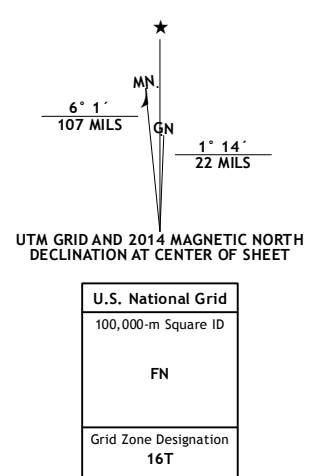 ★
MN.
6° 1´
107 MILS
GN
1° 14´
22 MILS
UTM GRID AND 2014 MAGNETIC NORTH
DECLINATION AT CENTER OF SHEET
U.S. National Grid
100,000-m Square ID
FN
Grid Zone Designation
16T